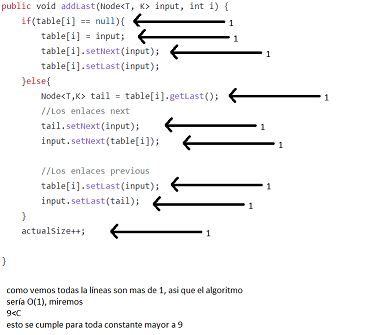 public void addLast(Node<T, K> input, int i) {
if(table[i] == null){ 1
table[i] = input; 1
table[i].setNext(input); 1
table[i].setLast(input);
}else{
Node<T,K> tail = table[i].getLast(); 1
//Los enlaces next
tail.setNext(input); 1
input.setNext(table[i]); 1
//Los enlaces previous
table[i].setLast(input); 1
input.setLast(tail); 1
}
actualSize++; 1
}
como vemos todas la líneas son mas de 1, asi que el algoritmo
sería O(1), miremos
9<C
esto se cumple para toda constante mayor a 9